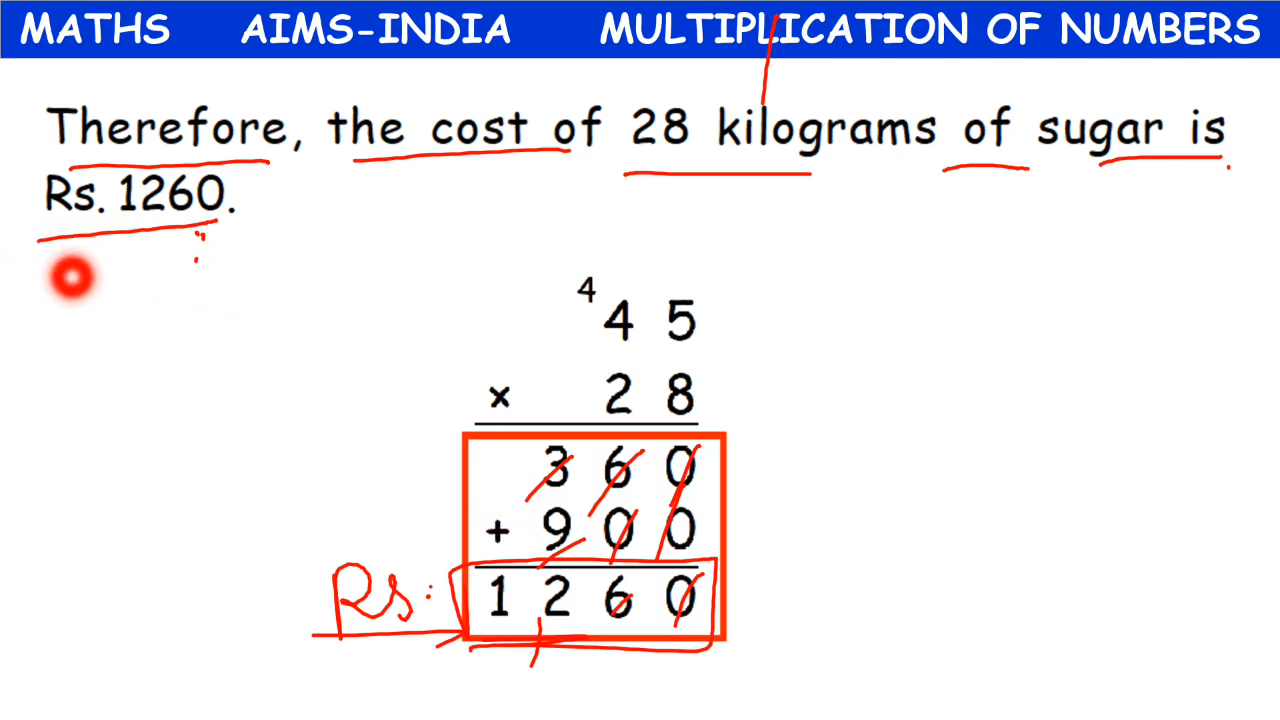 MATHS AIMS-INDIA MULTIPLICATION OF NUMBERS
Therefore, the cost of 28 kilograms of sugar is
Rs. 1260.
4
4 5
× 2 8
3 6 0
+ 9 0 0
Rs: 1 2 6 0